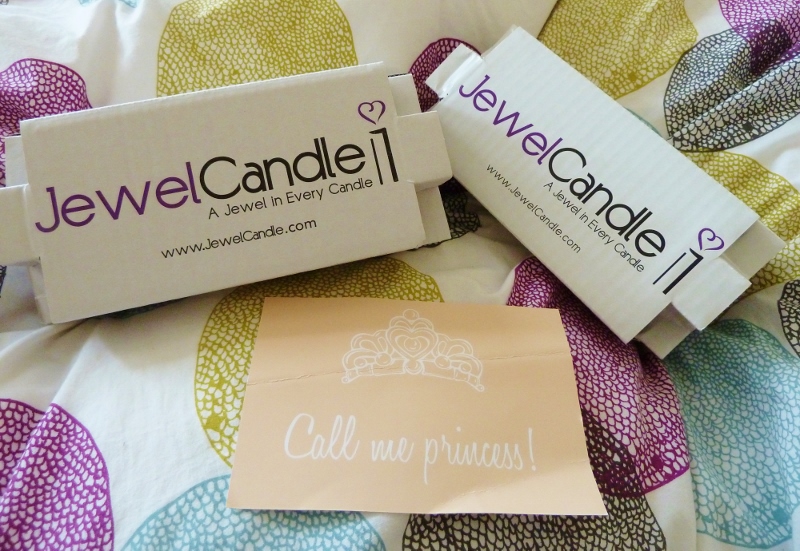 JewelCandle
A Jewel In Every Candle
www.JewelCandle.com
JewelCandle
A Jewel In Every Candle
www.JewelCandle.com
Call me princess!